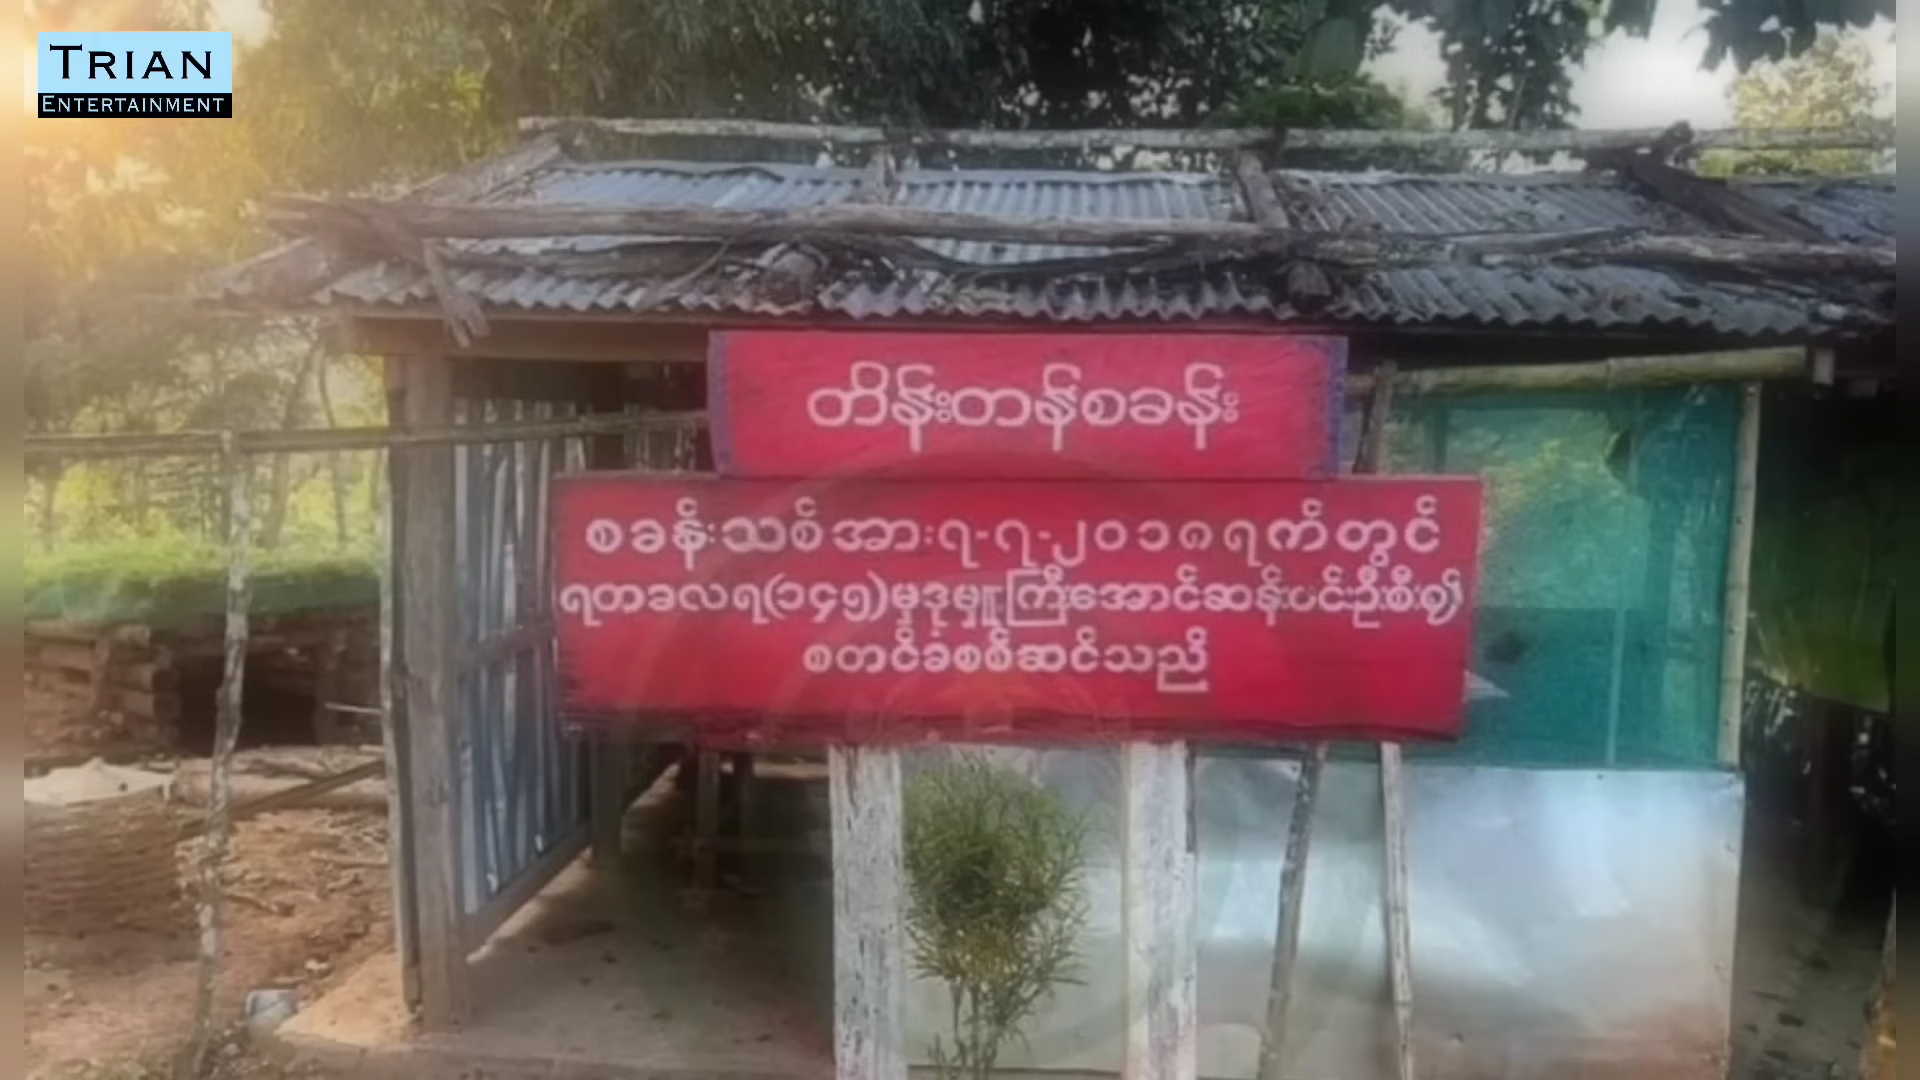 TRIAN
ENTERTAINMENT
တိန်းတန်စခန်း
စခန်းသစ်အား၇-၇-၂၀၁၈ရက်တွင်
ရတခလရ(၁၄၅)မှဒုမှူးကြီးအောင်ဆန်းပင်းဦးစီး၍
စတင်ခစစ်ဆင်သည်